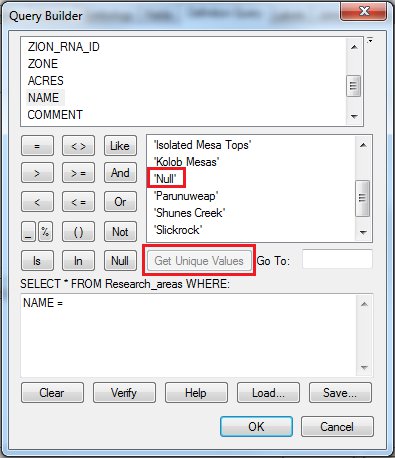 Query Builder
ZION_RNA_ID
ZONE
ACRES
NAME
COMMENT
= < > Like
> > = And
< < = Or
_ % ( ) Not
Is In Null
'Isolated Mesa Tops'
'Kolob Mesas'
'Null'
'Parunuweap'
'Shunes Creek'
'Slickrock'
Get Unique Values Go To:
SELECT * FROM Research_areas WHERE:
NAME =
Clear Verify Help Load... Save...
OK Cancel